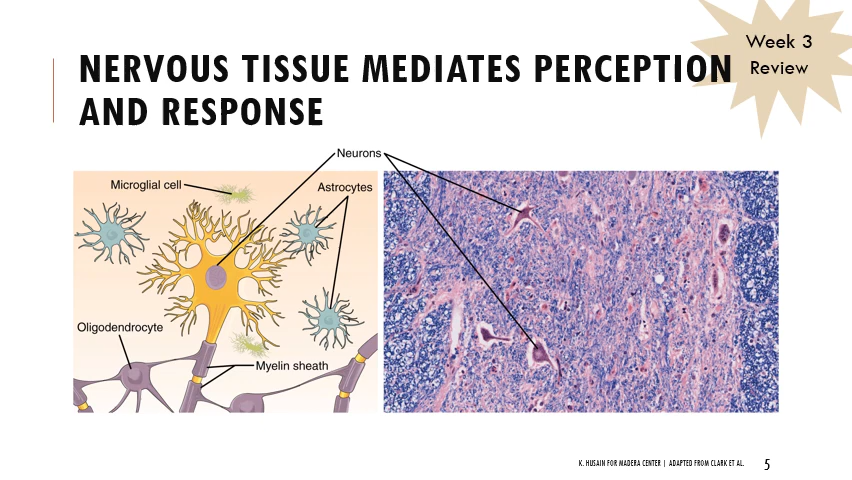 Week 3
Review
NERVOUS TISSUE MEDIATES PERCEPTION
AND RESPONSE
Neurons
Microglial cell
Astrocytes
Oligodendrocyte
Myelin sheath
K. HUSAIN FOR MADERA CENTER | ADAPTED FROM CLARK ET AL.
5